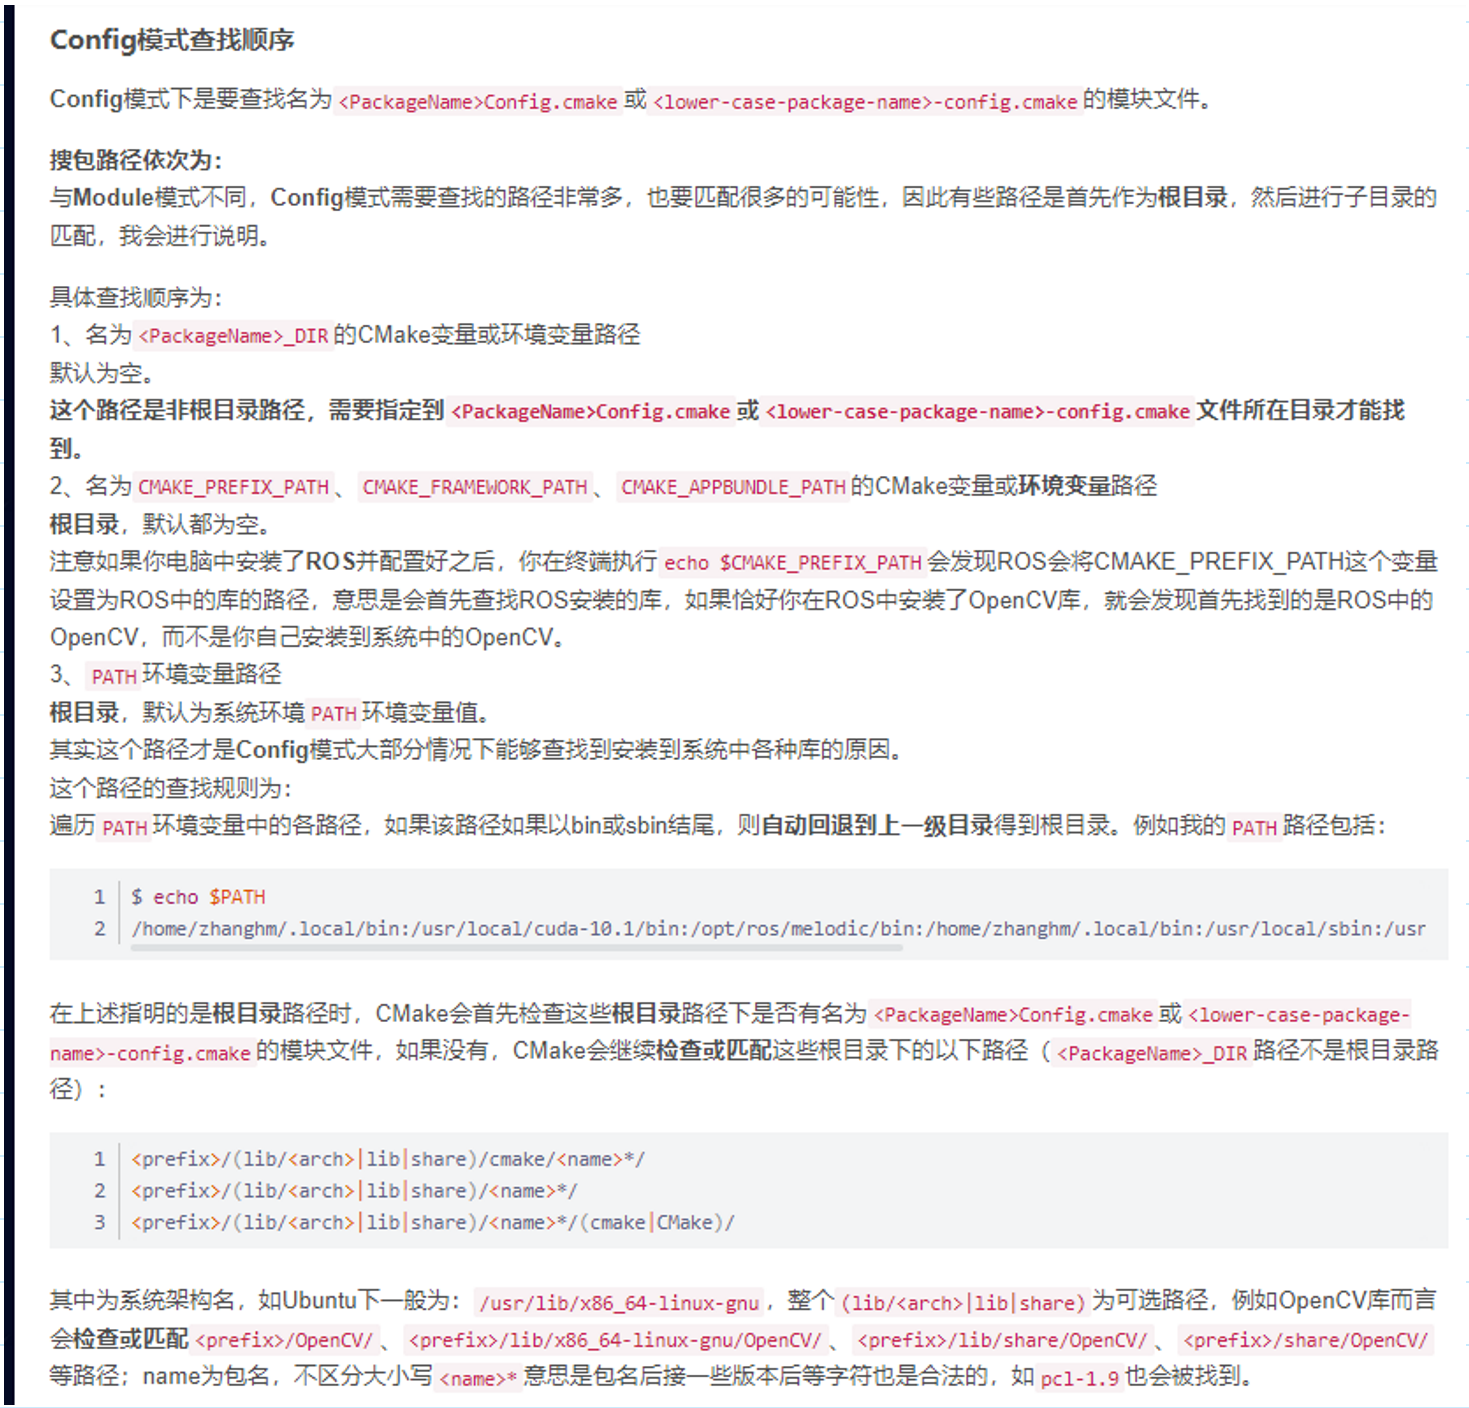 Config模式查找顺序
Config模式下是要查找名为 <PackageName>Config.cmake 或 <lower-case-package-name>-config.cmake 的模块文件。
搜包路径依次为：
与Module模式不同，Config模式需要查找的路径非常多，也要匹配很多的可能性，因此有些路径是首先作为根目录，然后进行子目录的
匹配，我会进行说明。
具体查找顺序为：
1、名为 <PackageName>_DIR 的CMake变量或环境变量路径
默认为空。
这个路径是非根目录路径，需要指定到 <PackageName>Config.cmake 或 <lower-case-package-name>-config.cmake 文件所在目录才能找
到。
2、名为 CMAKE_PREFIX_PATH 、 CMAKE_FRAMEWORK_PATH 、 CMAKE_APPBUNDLE_PATH 的CMake变量或环境变量路径
根目录，默认都为空。
注意如果你电脑中安装了ROS并配置好之后，你在终端执行 echo $CMAKE_PREFIX_PATH 会发现ROS会将CMAKE_PREFIX_PATH这个变量
设置为ROS中的库的路径，意思是会首先查找ROS安装的库，如果恰好你在ROS中安装了OpenCV库，就会发现首先找到的是ROS中的
OpenCV，而不是你自己安装到系统中的OpenCV。
3、 PATH 环境变量路径
根目录，默认为系统环境 PATH 环境变量值。
其实这个路径才是Config模式大部分情况下能够查找到安装到系统中各种库的原因。
这个路径的查找规则为：
遍历 PATH 环境变量中的各路径，如果该路径如果以bin或sbin结尾，则自动回退到上一级目录得到根目录。例如我的 PATH 路径包括：
1 $ echo $PATH
2 /home/zhanghm/.local/bin:/usr/local/cuda-10.1/bin:/opt/ros/melodic/bin:/home/zhanghm/.local/bin:/usr/local/sbin:/usr
在上述指明的是根目录路径时，CMake会首先检查这些根目录路径下是否有名为 <PackageName>Config.cmake 或 <lower-case-package-
name>-config.cmake 的模块文件，如果没有，CMake会继续检查或匹配这些根目录下的以下路径（ <PackageName>_DIR 路径不是根目录路
径）：
1 <prefix>/(lib/<arch>|lib|share)/cmake/<name>*/
2 <prefix>/(lib/<arch>|lib|share)/<name>*/
3 <prefix>/(lib/<arch>|lib|share)/<name>*/(cmake|CMake)/
其中为系统架构名，如Ubuntu下一般为： /usr/lib/x86_64-linux-gnu ，整个 (lib/<arch>|lib|share) 为可选路径，例如OpenCV库而言
会检查或匹配 <prefix>/OpenCV/ 、 <prefix>/lib/x86_64-linux-gnu/OpenCV/ 、 <prefix>/lib/share/OpenCV/ 、 <prefix>/share/OpenCV/
等路径；name为包名，不区分大小写 <name>* 意思是包名后接一些版本后等字符也是合法的，如 pcl-1.9 也会被找到。